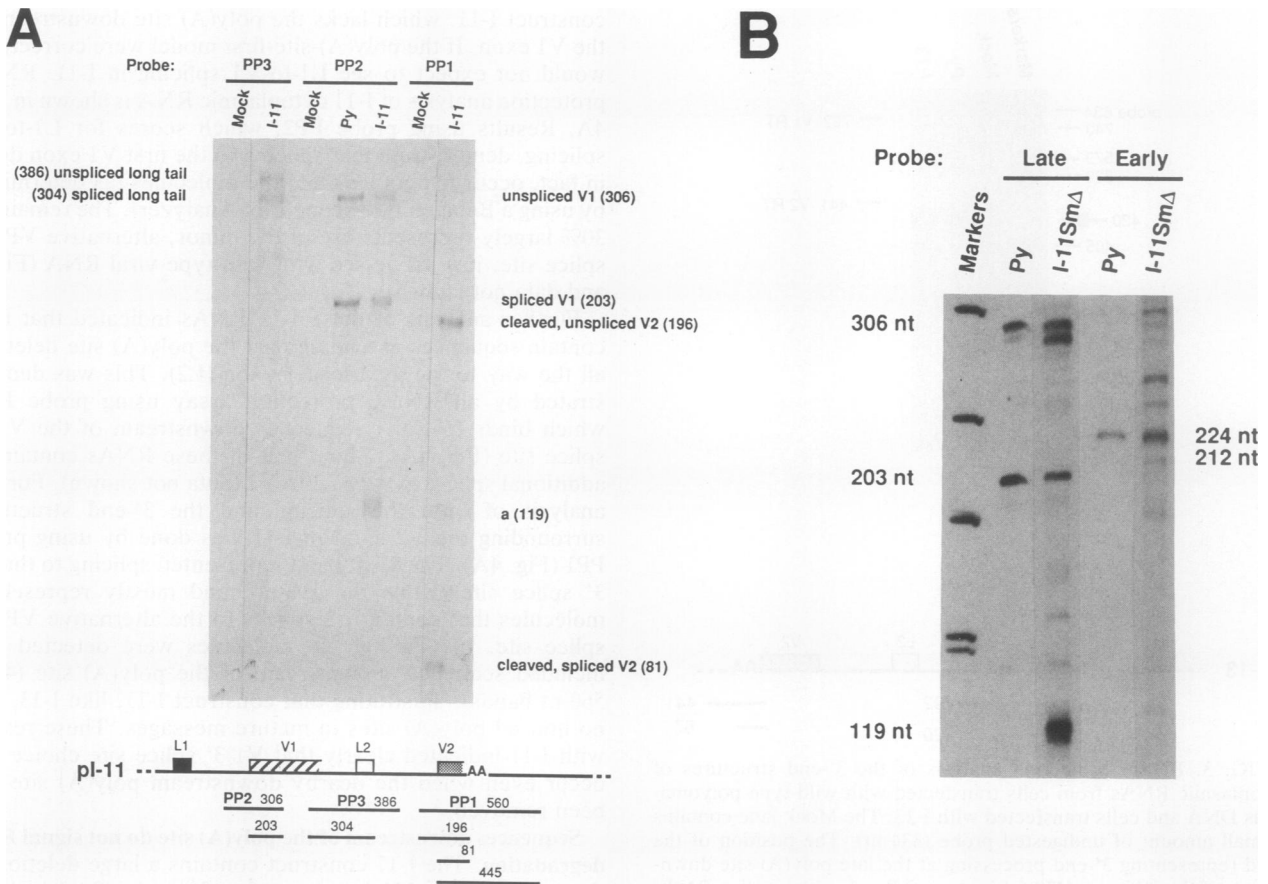 A
Probe: PP3 PP2 PP1
Mock I-11 Mock Py I-11 Mock I-11
(386) unspliced long tail
(304) spliced long tail
unspliced V1 (306)
spliced V1 (203)
cleaved, unspliced V2 (196)
a (119)
cleaved, spliced V2 (81)
L1 V1 L2 V2
pI-11 AA
PP2 306 PP3 386 PP1 560
203 304 196
81
445
B
Probe: Late Early
Markers Py I-11SmΔ Py I-11SmΔ
306 nt
224 nt
212 nt
203 nt
119 nt